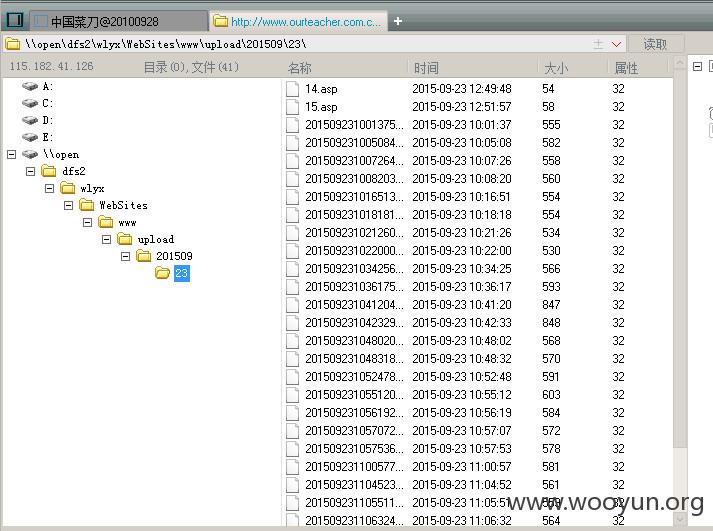 中国菜刀@20100928 http://www.ourteacher.com.c... +
\\open\dfs2\wlyx\WebSites\www\upload\201509\23\ 读取
115.182.41.126 目录(0),文件(41) 名称 时间 大小 属性
A:
C:
D:
E:
\\open
dfs2
wlyx
WebSites
www
upload
201509
23
14.asp 2015-09-23 12:49:48 54 32
15.asp 2015-09-23 12:51:57 58 32
201509231001375... 2015-09-23 10:01:37 555 32
201509231005084... 2015-09-23 10:05:08 582 32
201509231007264... 2015-09-23 10:07:26 558 32
201509231008203... 2015-09-23 10:08:20 560 32
201509231016513... 2015-09-23 10:16:51 554 32
201509231018181... 2015-09-23 10:18:18 554 32
201509231021260... 2015-09-23 10:21:26 534 32
201509231022000... 2015-09-23 10:22:00 530 32
201509231034256... 2015-09-23 10:34:25 566 32
201509231036175... 2015-09-23 10:36:17 593 32
201509231041204... 2015-09-23 10:41:20 847 32
201509231042329... 2015-09-23 10:42:33 848 32
201509231048020... 2015-09-23 10:48:02 568 32
201509231048318... 2015-09-23 10:48:32 570 32
201509231052478... 2015-09-23 10:52:48 591 32
201509231055120... 2015-09-23 10:55:12 603 32
201509231056192... 2015-09-23 10:56:19 584 32
201509231057072... 2015-09-23 10:57:07 572 32
201509231057536... 2015-09-23 10:57:53 578 32
201509231100577... 2015-09-23 11:00:57 581 32
201509231104523... 2015-09-23 11:04:52 561 32
201509231105511... 2015-09-23 11:05:51 32
201509231106324... 2015-09-23 11:06:32 564 32
www.wooyun.org